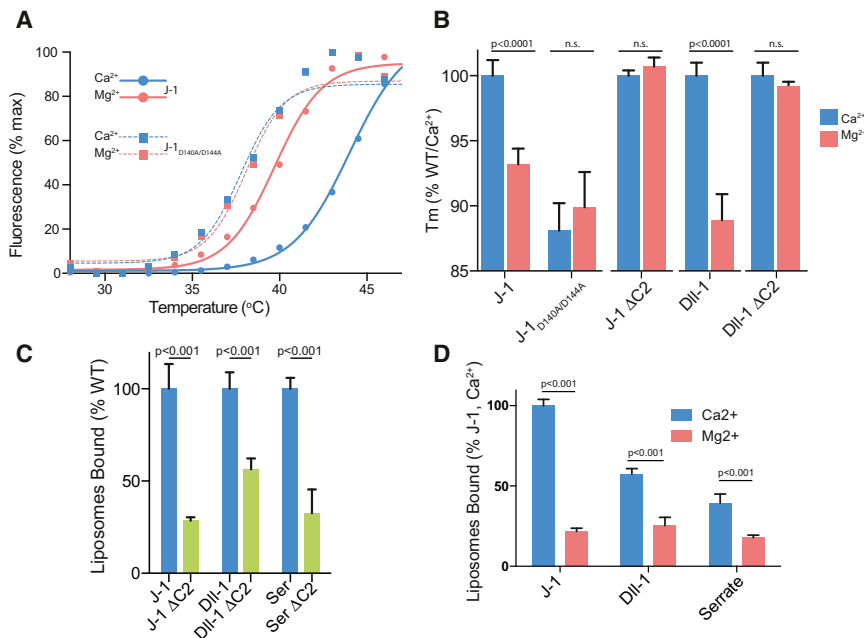 A
Fluorescence (% max)
100
80
60
40
20
0
30
35
40
45
Temperature (°C)
Ca²⁺
Mg²⁺
J-1
Ca²⁺
Mg²⁺
J-1D140A/D144A
B
Tm (% WT/Ca²⁺)
100
95
90
85
p<0.0001
n.s.
n.s.
p<0.0001
n.s.
Ca²⁺
Mg²⁺
J-1
J-1D140A/D144A
J-1 ΔC2
Dll-1
Dll-1 ΔC2
C
Liposomes Bound (% WT)
100
50
0
p<0.001
p<0.001
p<0.001
J-1
J-1 ΔC2
Dll-1
Dll-1 ΔC2
Ser
Ser ΔC2
D
Liposomes Bound (% J-1, Ca²⁺)
100
50
0
p<0.001
p<0.001
p<0.001
Ca2+
Mg2+
J-1
Dll-1
Serrate